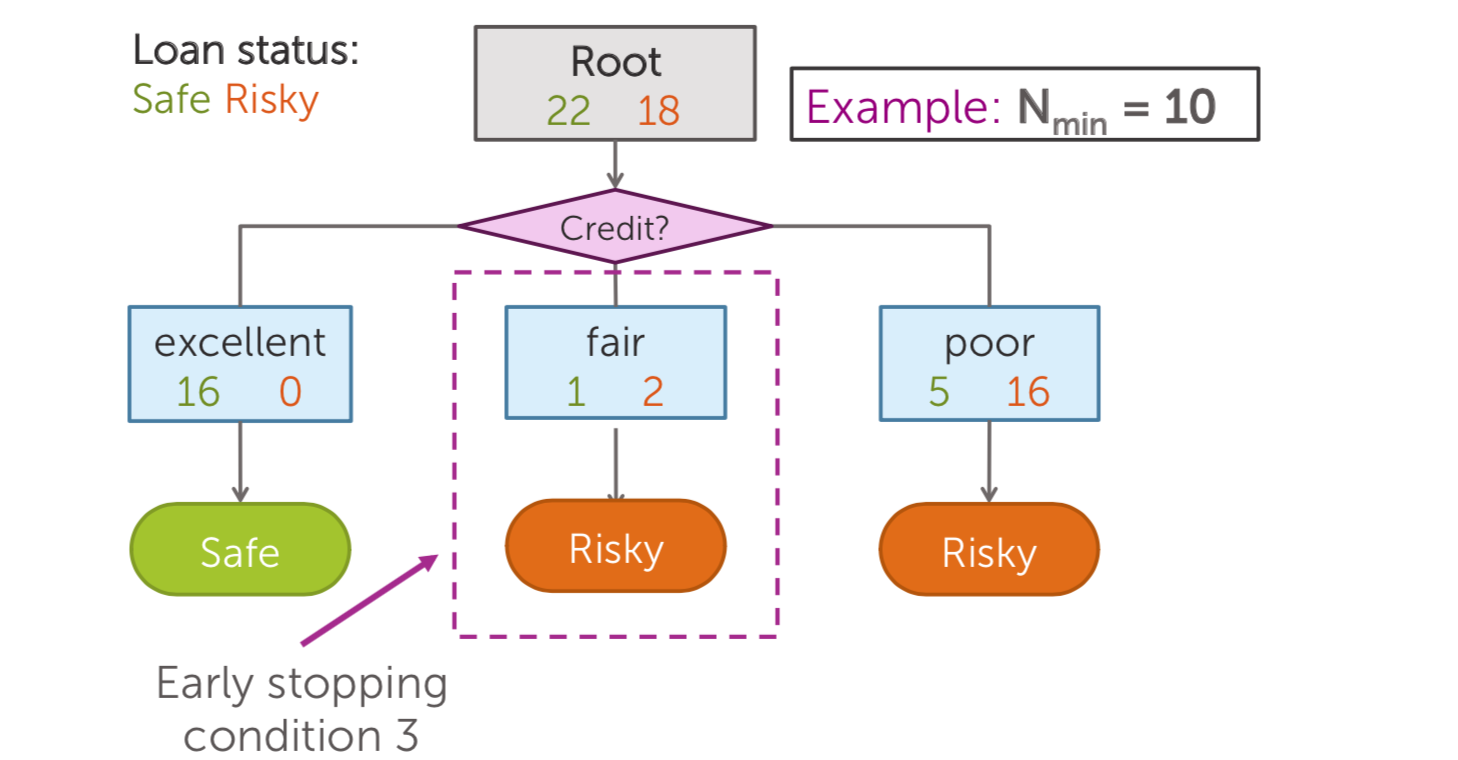 Loan status:
Safe Risky
Root
22 18
Example: Nmin = 10
Credit?
excellent
16 0
fair
1 2
poor
5 16
Safe
Risky
Risky
Early stopping
condition 3